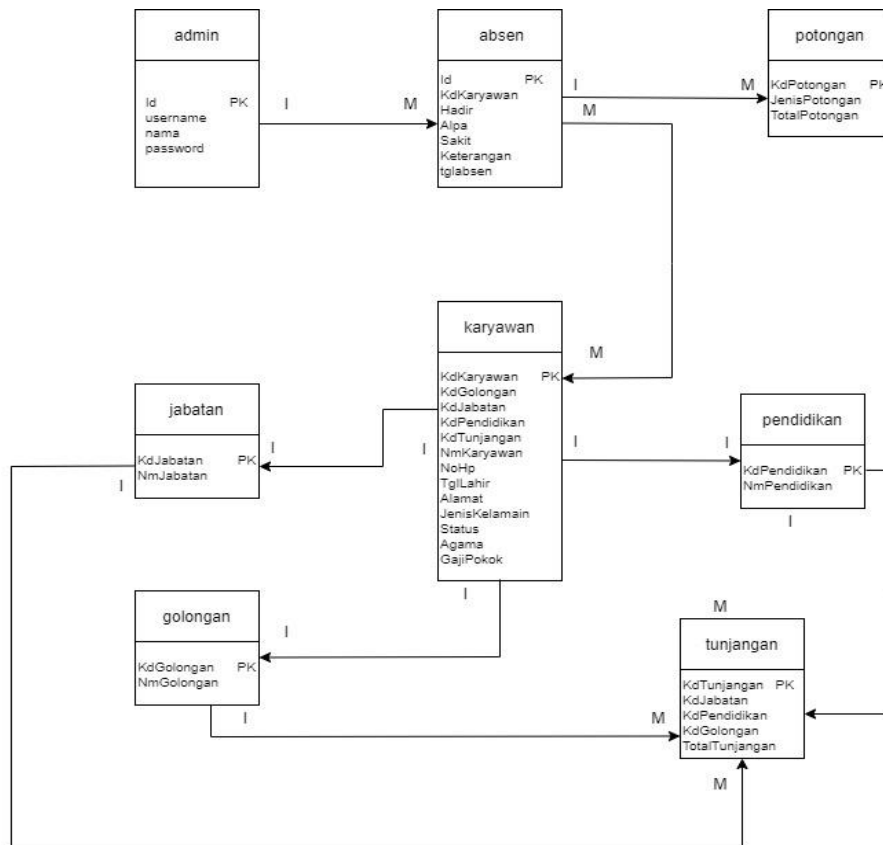 admin
Id PK
username
nama
password
I
M
absen
Id PK
KdKaryawan
Hadir
Alpa
Sakit
Keterangan
tglabsen
I
M
M
potongan
KdPotongan PK
JenisPotongan
TotalPotongan
karyawan
KdKaryawan PK
KdGolongan
KdJabatan
KdPendidikan
KdTunjangan
NmKaryawan
NoHp
TglLahir
Alamat
JenisKelamain
Status
Agama
GajiPokok
M
I
I
I
I
I
jabatan
KdJabatan PK
NmJabatan
I
pendidikan
KdPendidikan PK
NmPendidikan
I
golongan
KdGolongan PK
NmGolongan
I
I
M
M
tunjangan
KdTunjangan PK
KdJabatan
KdPendidikan
KdGolongan
TotalTunjangan
M